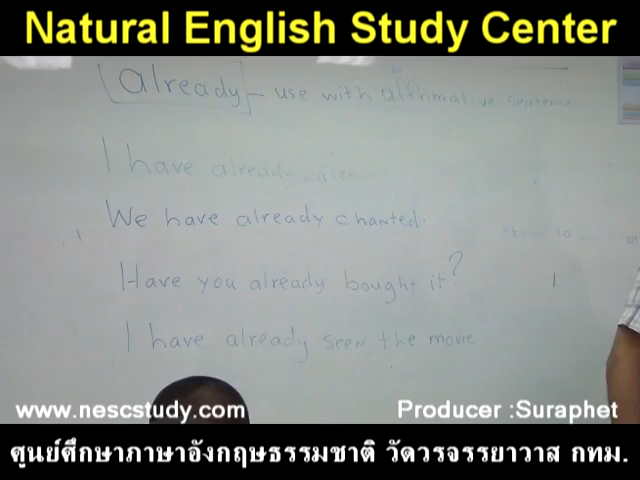 Natural English Study Center
already - use with affirmative sentence
I have already eaten
We have already chanted.
Have you already bought it?
I have already seen the movie
www.nescstudy.com Producer :Suraphet
ศูนย์ศึกษาภาษาอังกฤษธรรมชาติ วัดวรจรรยาวาส กทม.